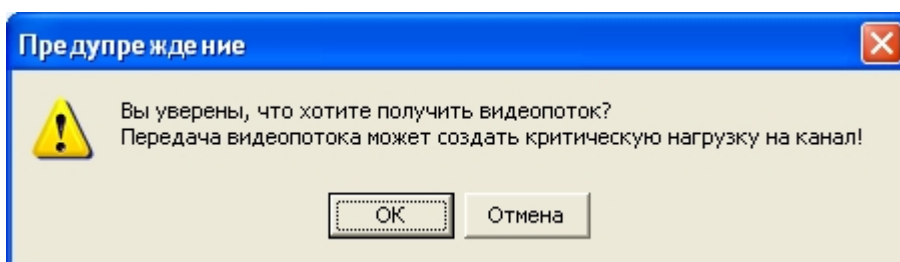 Предупреждение
Вы уверены, что хотите получить видеопоток?
Передача видеопотока может создать критическую нагрузку на канал!
OK
Отмена